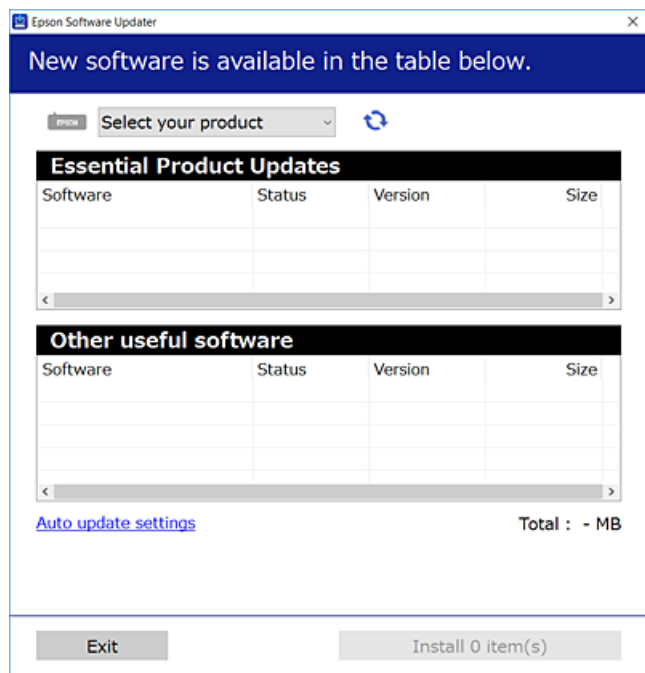 Epson Software Updater
New software is available in the table below.
EPSON Select your product
Essential Product Updates
Software Status Version Size
Other useful software
Software Status Version Size
Auto update settings Total : - MB
Exit Install 0 item(s)